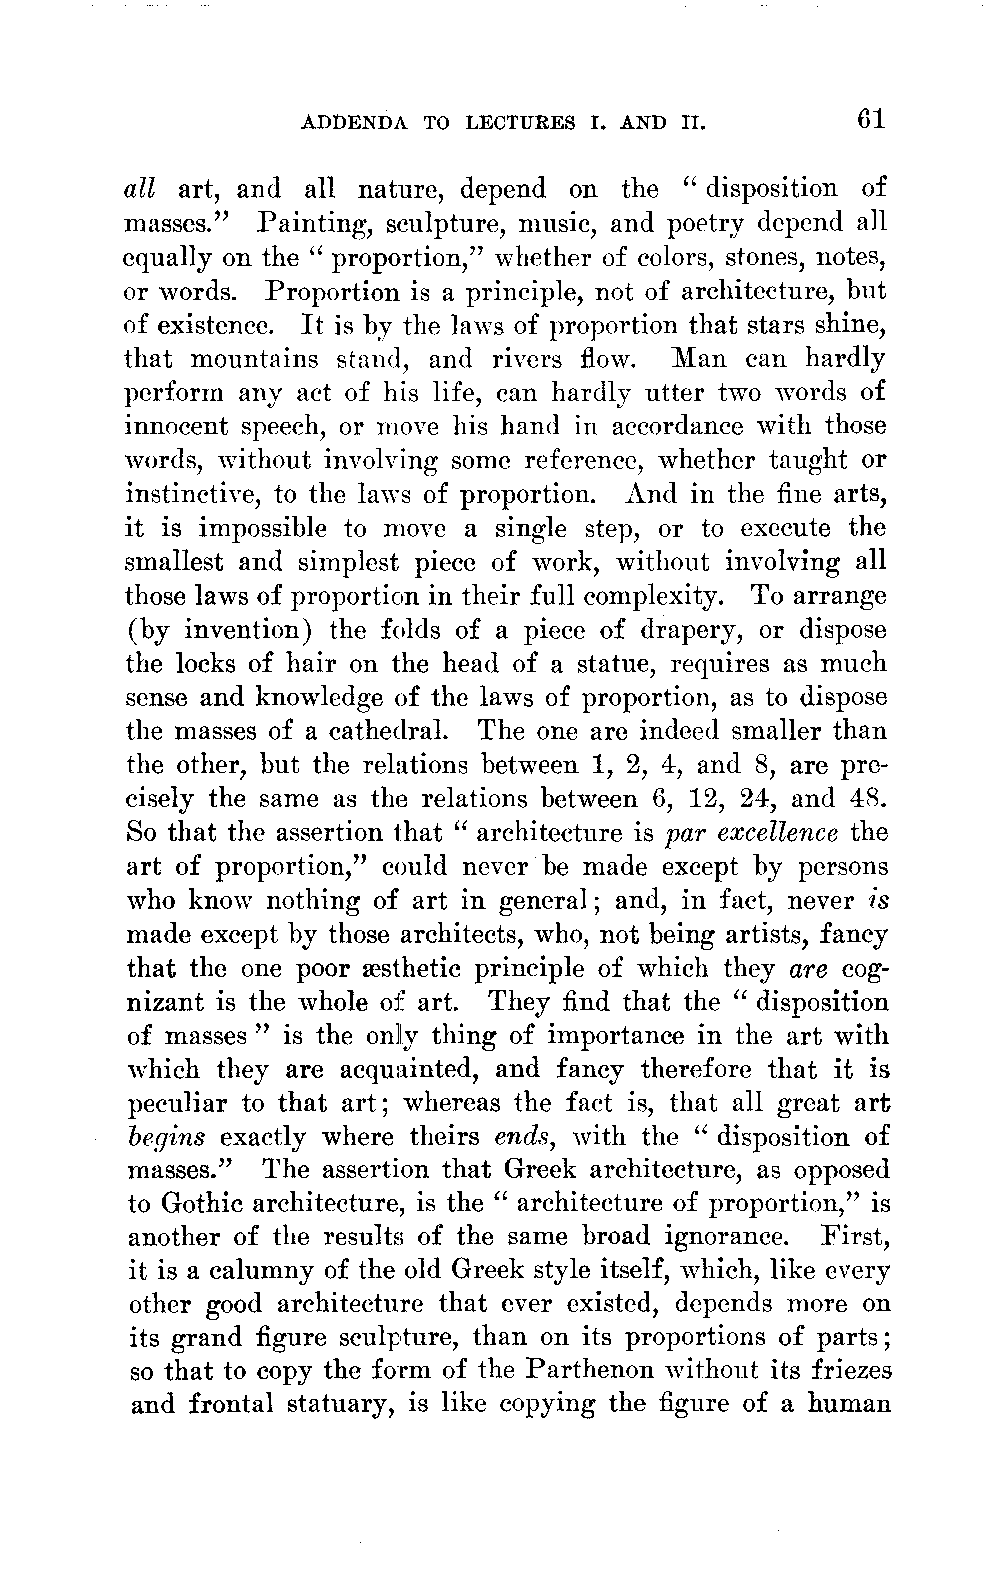 ADDENDA TO LECTURES I. AND II. 61
all art, and all nature, depend on the “ disposition of
masses.” Painting, sculpture, music, and poetry depend all
equally on the “ proportion,” whether of colors, stones, notes,
or words. Proportion is a principle, not of architecture, but
of existence. It is by the laws of proportion that stars shine,
that mountains stand, and rivers flow. Man can hardly
perform any act of his life, can hardly utter two words of
innocent speech, or move his hand in accordance with those
words, without involving some reference, whether taught or
instinctive, to the laws of proportion. And in the fine arts,
it is impossible to move a single step, or to execute the
smallest and simplest piece of work, without involving all
those laws of proportion in their full complexity. To arrange
(by invention) the folds of a piece of drapery, or dispose
the locks of hair on the head of a statue, requires as much
sense and knowledge of the laws of proportion, as to dispose
the masses of a cathedral. The one are indeed smaller than
the other, but the relations between 1, 2, 4, and 8, are pre-
cisely the same as the relations between 6, 12, 24, and 48.
So that the assertion that “ architecture is par excellence the
art of proportion,” could never be made except by persons
who know nothing of art in general; and, in fact, never is
made except by those architects, who, not being artists, fancy
that the one poor æsthetic principle of which they are cog-
nizant is the whole of art. They find that the “ disposition
of masses ” is the only thing of importance in the art with
which they are acquainted, and fancy therefore that it is
peculiar to that art; whereas the fact is, that all great art
begins exactly where theirs ends, with the “ disposition of
masses.” The assertion that Greek architecture, as opposed
to Gothic architecture, is the “ architecture of proportion,” is
another of the results of the same broad ignorance. First,
it is a calumny of the old Greek style itself, which, like every
other good architecture that ever existed, depends more on
its grand figure sculpture, than on its proportions of parts;
so that to copy the form of the Parthenon without its friezes
and frontal statuary, is like copying the figure of a human